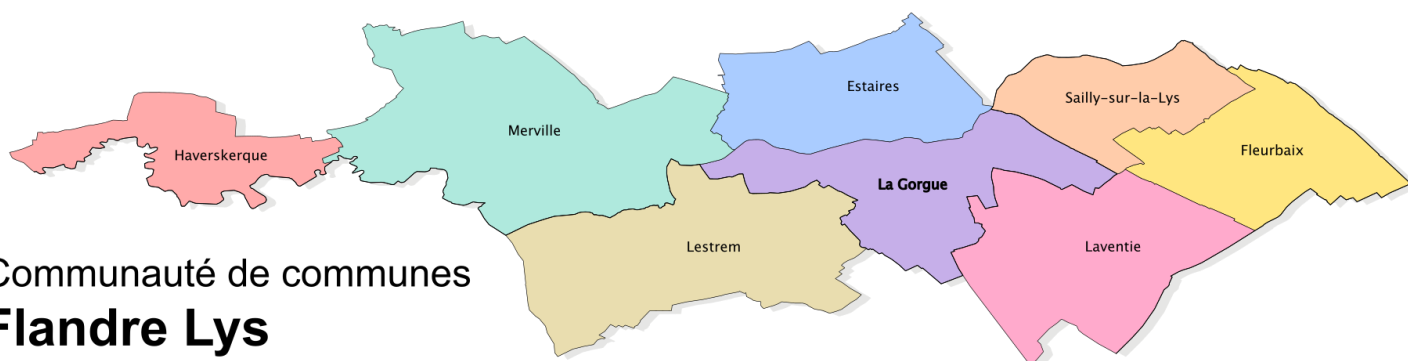 Estaires
Sailly-sur-la-Lys
Merville
Haverskerque
Fleurbaix
La Gorgue
Lestrem
Laventie
Communauté de communes
Flandre Lys